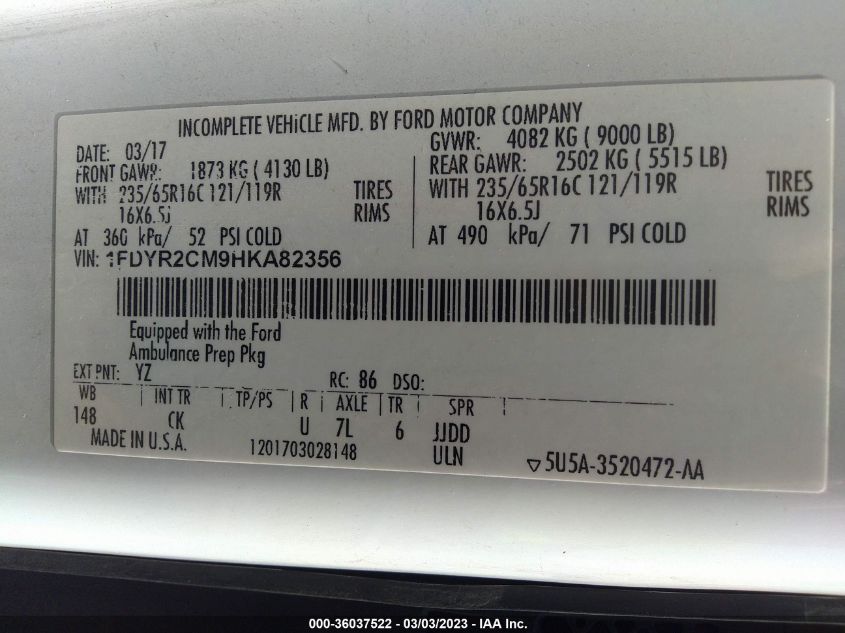 INCOMPLETE VEHICLE MFD. BY FORD MOTOR COMPANY
DATE: 03/17
FRONT GAWR: 1873 KG ( 4130 LB)
WITH 235/65R16C 121/119R TIRES
16X6.5J RIMS
AT 360 kPa/ 52 PSI COLD
GVWR: 4082 KG ( 9000 LB)
REAR GAWR: 2502 KG ( 5515 LB)
WITH 235/65R16C 121/119R TIRES
16X6.5J RIMS
AT 490 kPa/ 71 PSI COLD
VIN: 1FDYR2CM9HKA82356
Equipped with the Ford
Ambulance Prep Pkg
EXT PNT: YZ RC: 86 DSO:
WB INT TR TP/PS R AXLE TR SPR
148 CK U 7L 6 JJDD
MADE IN U.S.A. 1201703028148 ULN ▽5U5A-3520472-AA
000-36037522 - 03/03/2023 - IAA Inc.